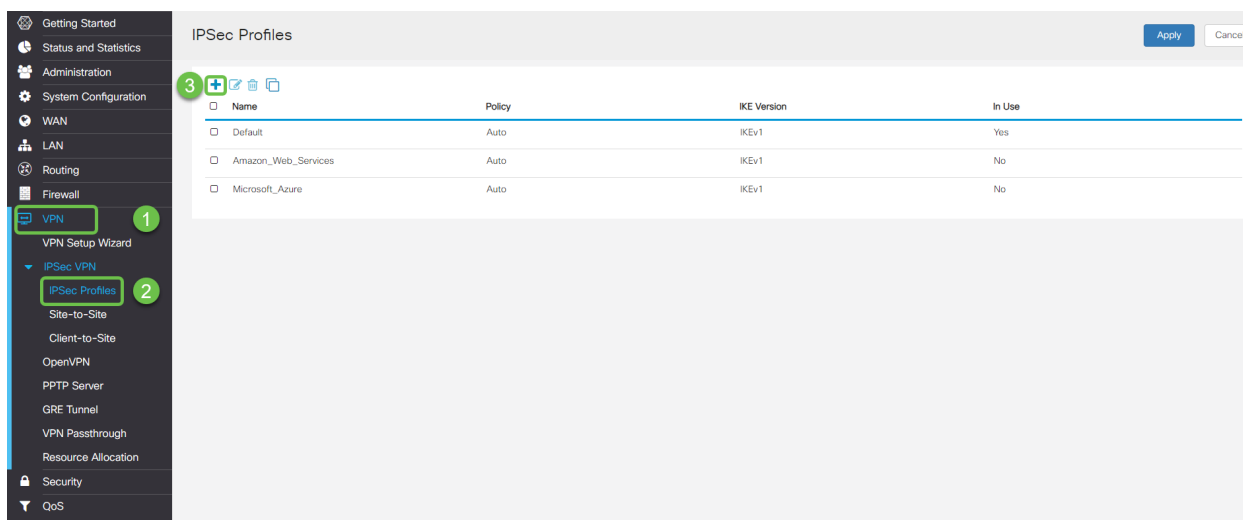 Getting Started
Status and Statistics
Administration
System Configuration
WAN
LAN
Routing
Firewall
VPN 1
VPN Setup Wizard
IPSec VPN
IPSec Profiles 2
Site-to-Site
Client-to-Site
OpenVPN
PPTP Server
GRE Tunnel
VPN Passthrough
Resource Allocation
Security
QoS
IPSec Profiles
Apply Cance
3
Name Policy IKE Version In Use
Default Auto IKEv1 Yes
Amazon_Web_Services Auto IKEv1 No
Microsoft_Azure Auto IKEv1 No